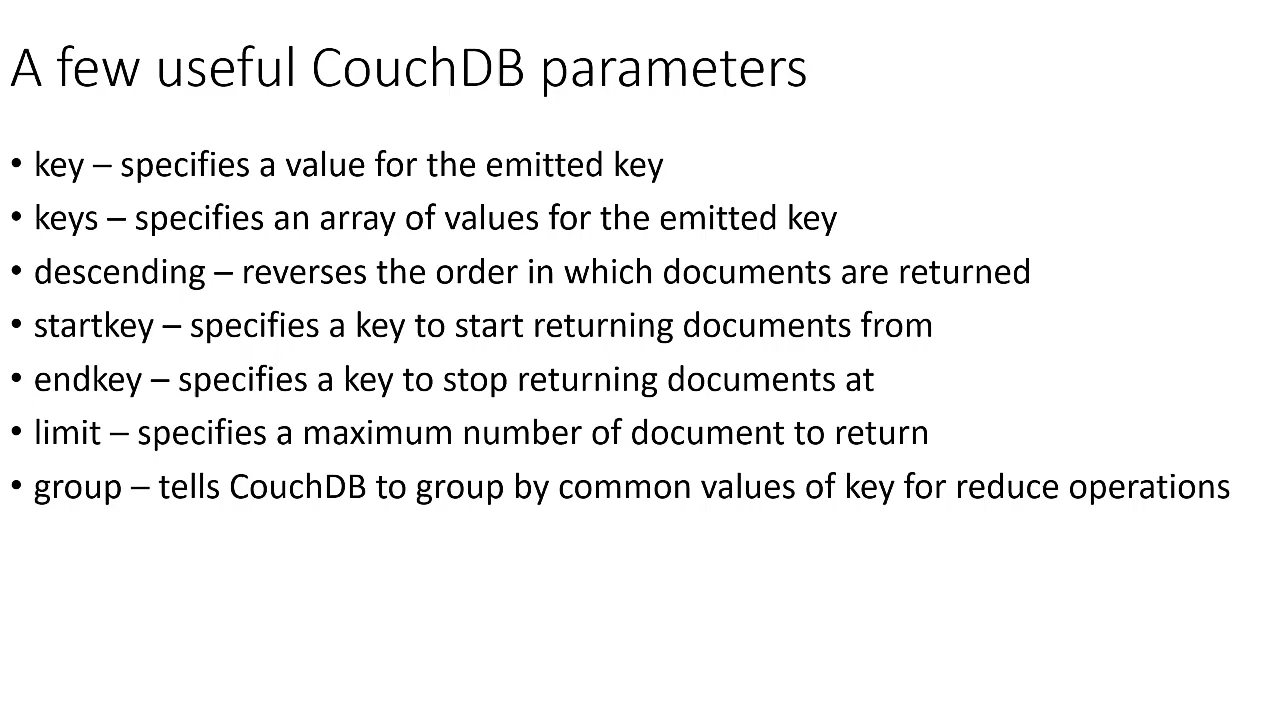 A few useful CouchDB parameters
• key – specifies a value for the emitted key
• keys – specifies an array of values for the emitted key
• descending – reverses the order in which documents are returned
• startkey – specifies a key to start returning documents from
• endkey – specifies a key to stop returning documents at
• limit – specifies a maximum number of document to return
• group – tells CouchDB to group by common values of key for reduce operations